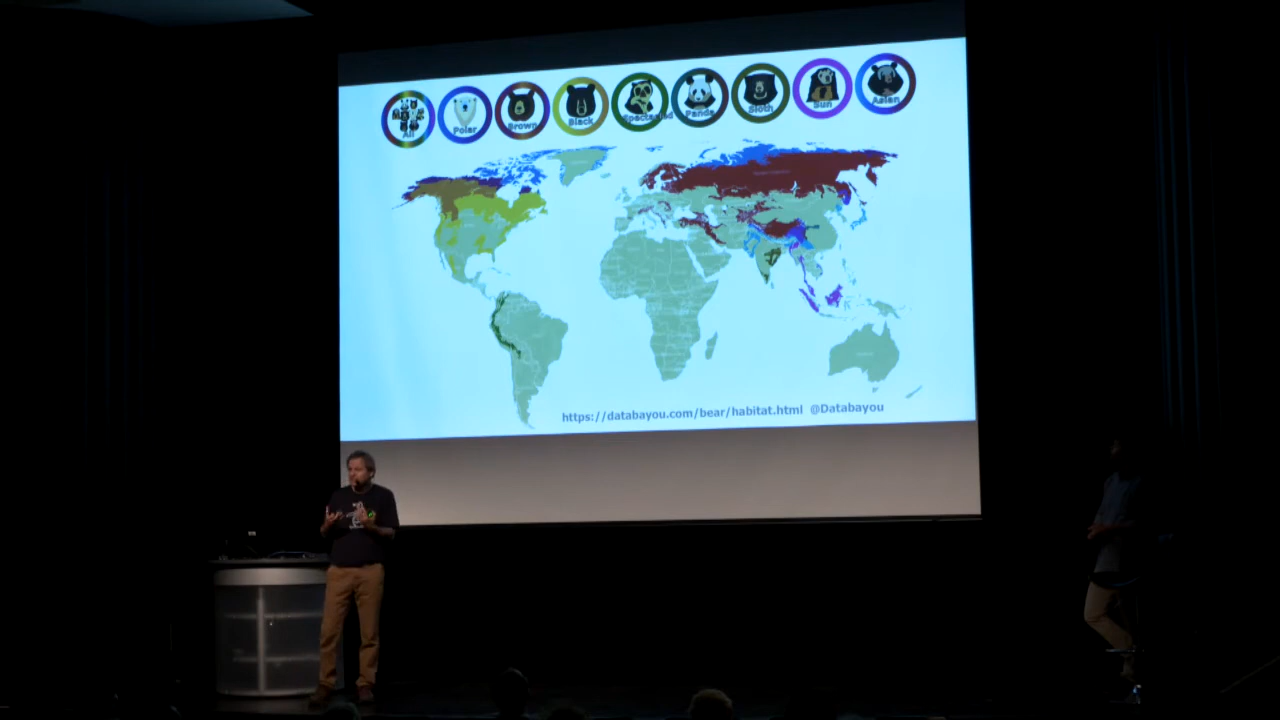 All Polar Brown Black Spectacled Panda Sloth Sun Asian
https://databayou.com/bear/habitat.html @Databayou